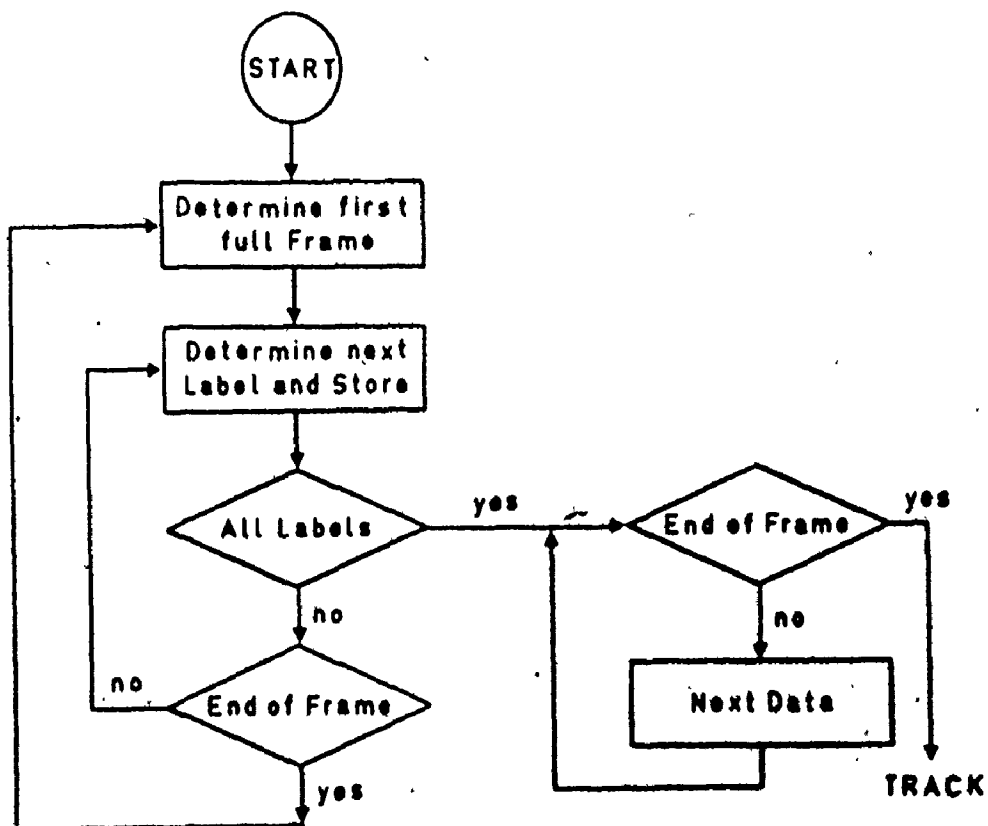 START
Determine first
full Frame
Determine next
Label and Store
All Labels
yes
End of Frame
yes
no
no
no
End of Frame
Next Data
yes
TRACK